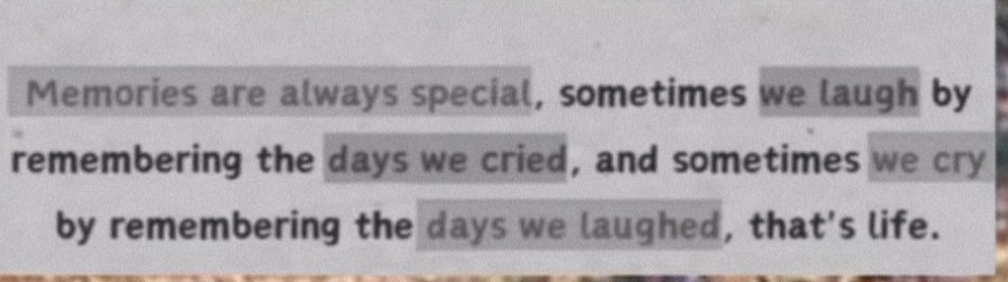 Memories are always special, sometimes we laugh by
remembering the days we cried, and sometimes we cry
by remembering the days we laughed, that's life.